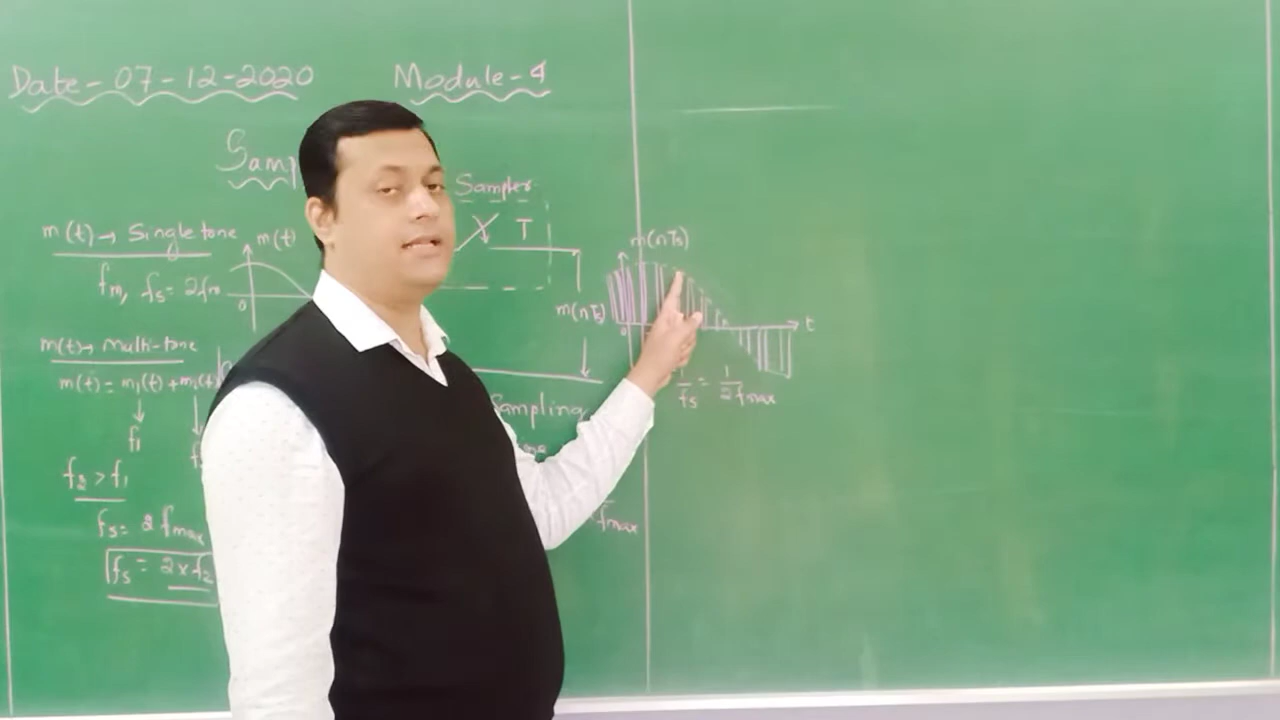 Date - 07-12-2020
Module-4
Samp
Sampler
T
m(t) → Single tone
m(t)
fm, fs = 2fm
0
m(nTs)
m(nTs)
0
t
m(t) → Multi-tone
m(t) = m1(t) + m2(t)
f1
f2 > f1
fs = 2 fmax
fs = 2 x f2
Sampling
fmax
1/fs = 1/2fmax